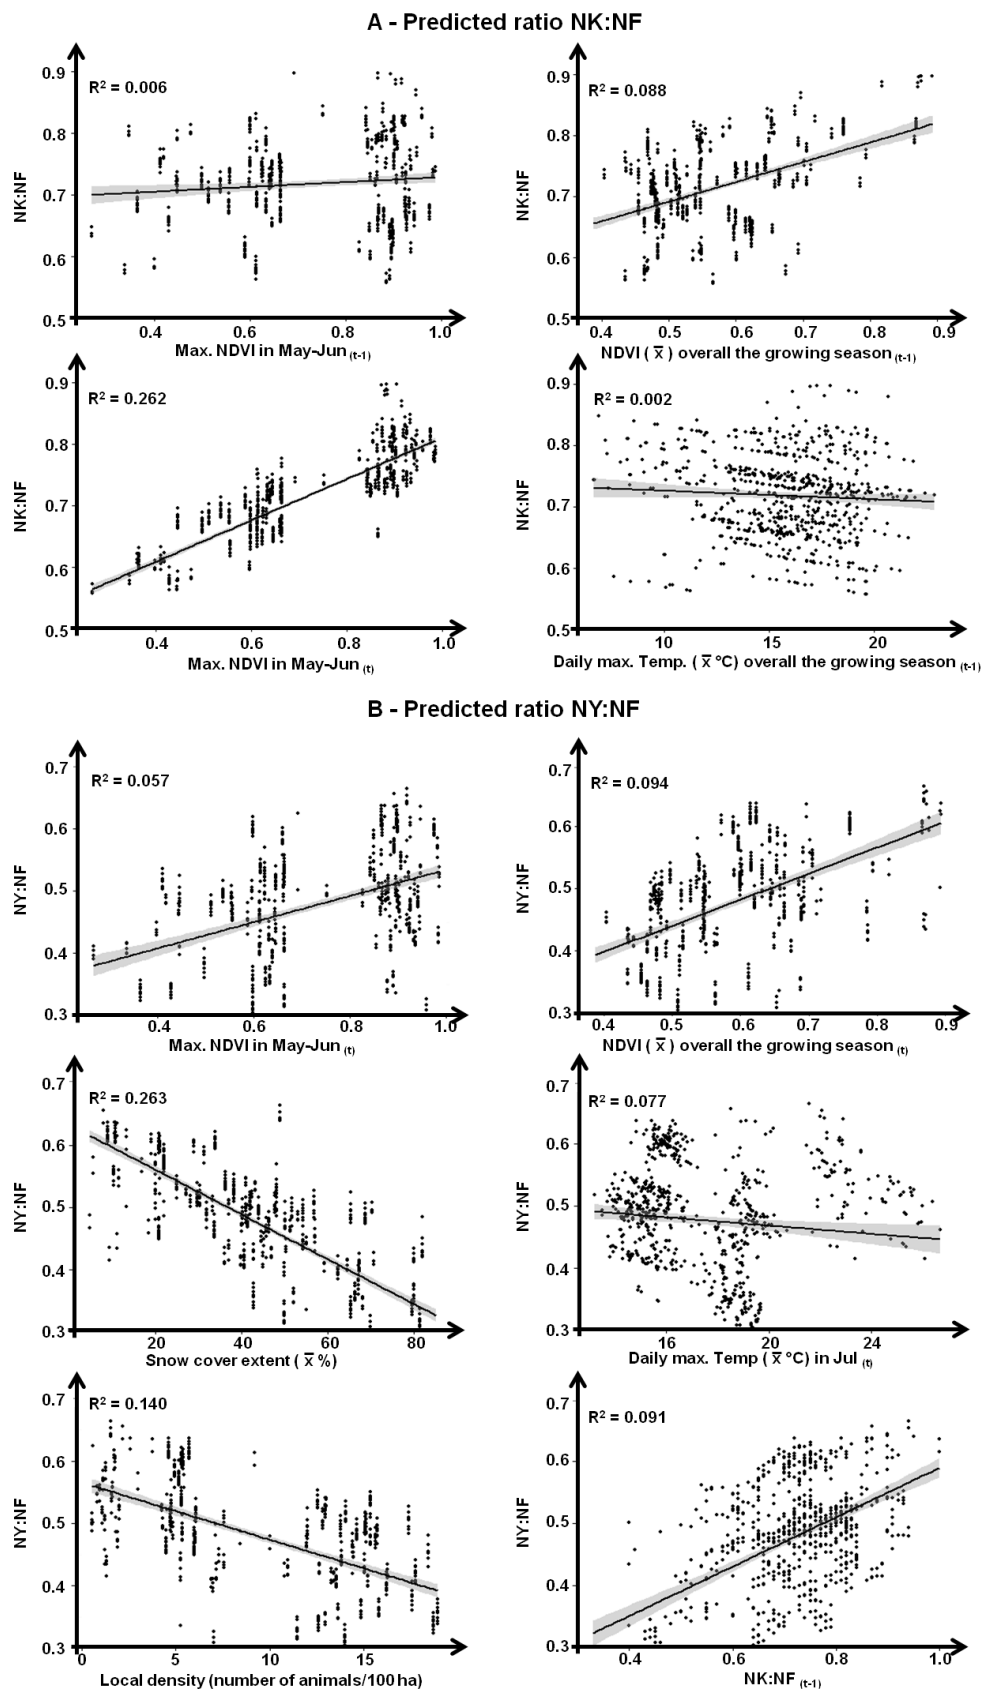 A - Predicted ratio NK:NF
R² = 0.006
NK:NF
0.9
0.8
0.7
0.6
0.5
0.4 0.6 0.8 1.0
Max. NDVI in May-Jun (t-1)
R² = 0.088
NK:NF
0.9
0.8
0.7
0.6
0.5
0.4 0.5 0.6 0.7 0.8 0.9
NDVI ( x̅ ) overall the growing season (t-1)
R² = 0.262
NK:NF
0.9
0.8
0.7
0.6
0.5
0.4 0.6 0.8 1.0
Max. NDVI in May-Jun (t)
R² = 0.002
NK:NF
0.9
0.8
0.7
0.6
0.5
10 15 20
Daily max. Temp. ( x̅ °C) overall the growing season (t-1)
B - Predicted ratio NY:NF
R² = 0.057
NY:NF
0.7
0.6
0.5
0.4
0.3
0.4 0.6 0.8 1.0
Max. NDVI in May-Jun (t)
R² = 0.094
NY:NF
0.7
0.6
0.5
0.4
0.3
0.4 0.5 0.6 0.7 0.8 0.9
NDVI ( x̅ ) overall the growing season (t)
R² = 0.263
NY:NF
0.7
0.6
0.5
0.4
0.3
20 40 60 80
Snow cover extent ( x̅ %)
R² = 0.077
NY:NF
0.7
0.6
0.5
0.4
0.3
16 20 24
Daily max. Temp ( x̅ °C) in Jul (t)
R² = 0.140
NY:NF
0.7
0.6
0.5
0.4
0.3
0 5 10 15
Local density (number of animals/100 ha)
R² = 0.091
NY:NF
0.7
0.6
0.5
0.4
0.3
0.4 0.6 0.8 1.0
NK:NF (t-1)